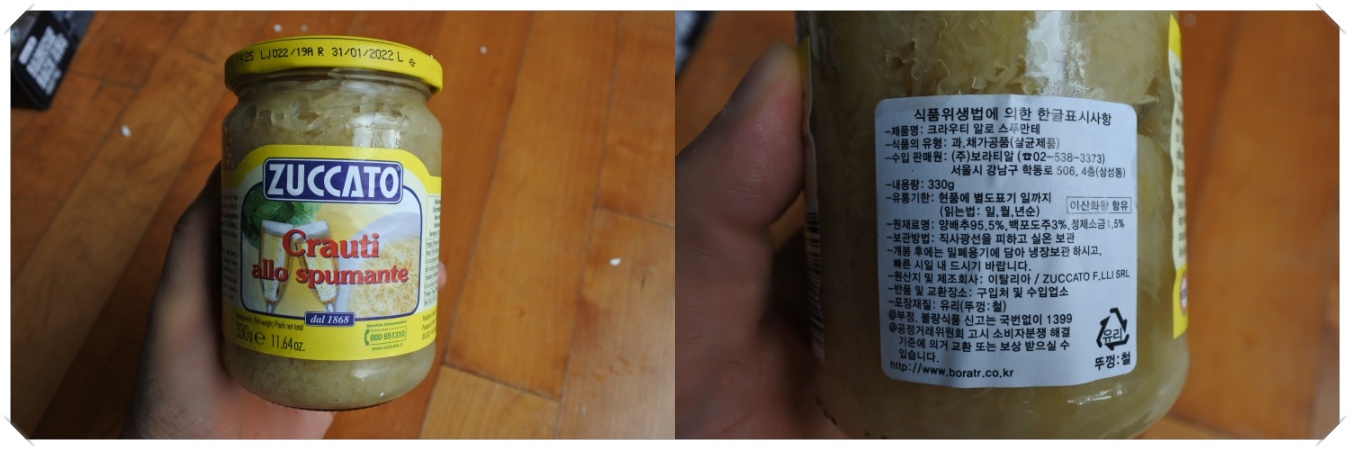 LJ022/19A R 31/01/2022 L
ZUCCATO
Crauti
allo spumante
dal 1868
330g e 11.64oz.
800 651310
식품위생법에 의한 한글표시사항
-제품명: 크라우티 알로 스푸만테
-식품의 유형: 과.채가공품(살균제품)
-수입 판매원: (주)보라티알 (☎02-538-3373)
서울시 강남구 학동로 506, 4층(삼성동)
-내용량: 330g
-유통기한: 현품에 별도표기 일까지
(읽는법: 일,월,년순)
이산화황 함유
-원재료명: 양배추95.5%,백포도주3%,정제소금1.5%
-보관방법: 직사광선을 피하고 실온 보관
-개봉 후에는 밀폐용기에 담아 냉장보관 하시고,
빠른 시일 내 드시기 바랍니다.
-원산지 및 제조회사: 이탈리아 / ZUCCATO F.LLI SRL
-반품 및 교환장소: 구입처 및 수입업소
-포장재질: 유리(뚜껑:철)
@부정, 불량식품 신고는 국번없이 1399
@공정거래위원회 고시 소비자분쟁 해결
기준에 의거 교환 또는 보상 받으실 수
있습니다.
http://www.boratr.co.kr
유리
뚜껑:철